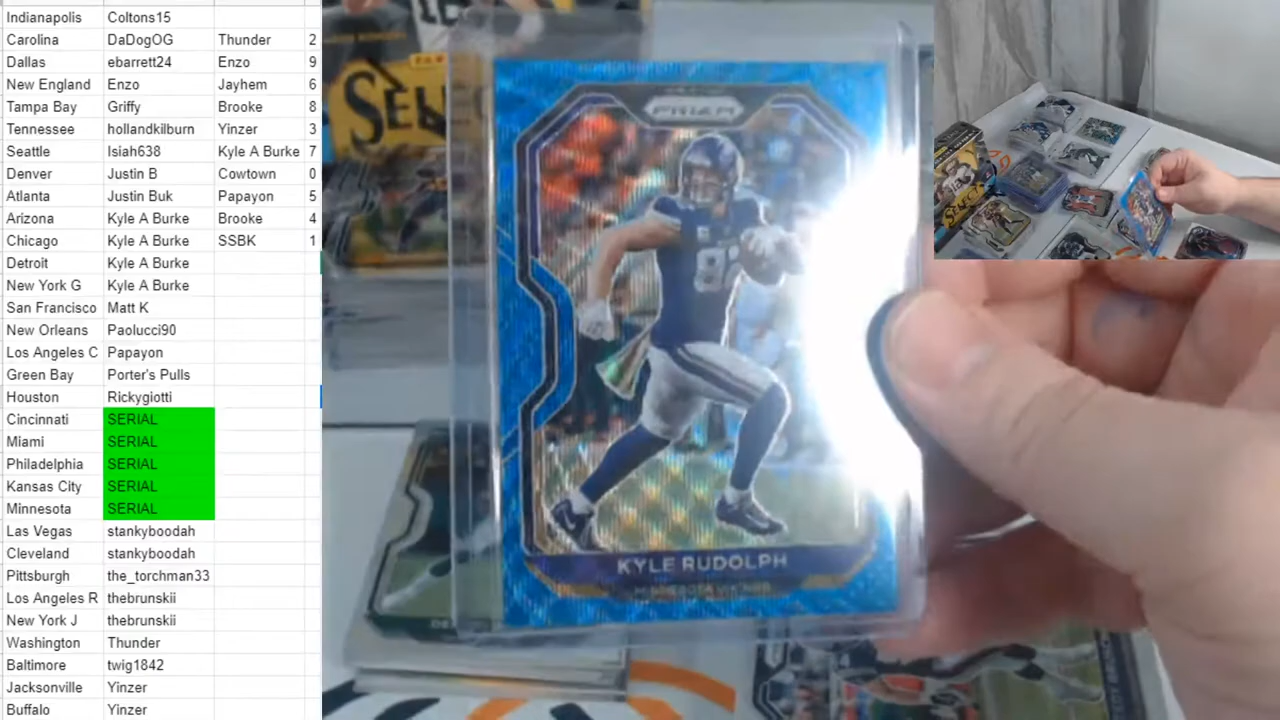 Indianapolis Coltons15
Carolina DaDogOG Thunder 2
Dallas ebarrett24 Enzo 9
New England Enzo Jayhem 6
Tampa Bay Griffy Brooke 8
Tennessee hollandkilburn Yinzer 3
Seattle Isiah638 Kyle A Burke 7
Denver Justin B Cowtown 0
Atlanta Justin Buk Papayon 5
Arizona Kyle A Burke Brooke 4
Chicago Kyle A Burke SSBK 1
Detroit Kyle A Burke
New York G Kyle A Burke
San Francisco Matt K
New Orleans Paolucci90
Los Angeles C Papayon
Green Bay Porter's Pulls
Houston Rickygiotti
Cincinnati SERIAL
Miami SERIAL
Philadelphia SERIAL
Kansas City SERIAL
Minnesota SERIAL
Las Vegas stankyboodah
Cleveland stankyboodah
Pittsburgh the_torchman33
Los Angeles R thebrunskii
New York J thebrunskii
Washington Thunder
Baltimore twig1842
Jacksonville Yinzer
Buffalo Yinzer
SELEC
PRIZM
82
KYLE RUDOLPH
MINNESOTA VIKINGS
SELEC